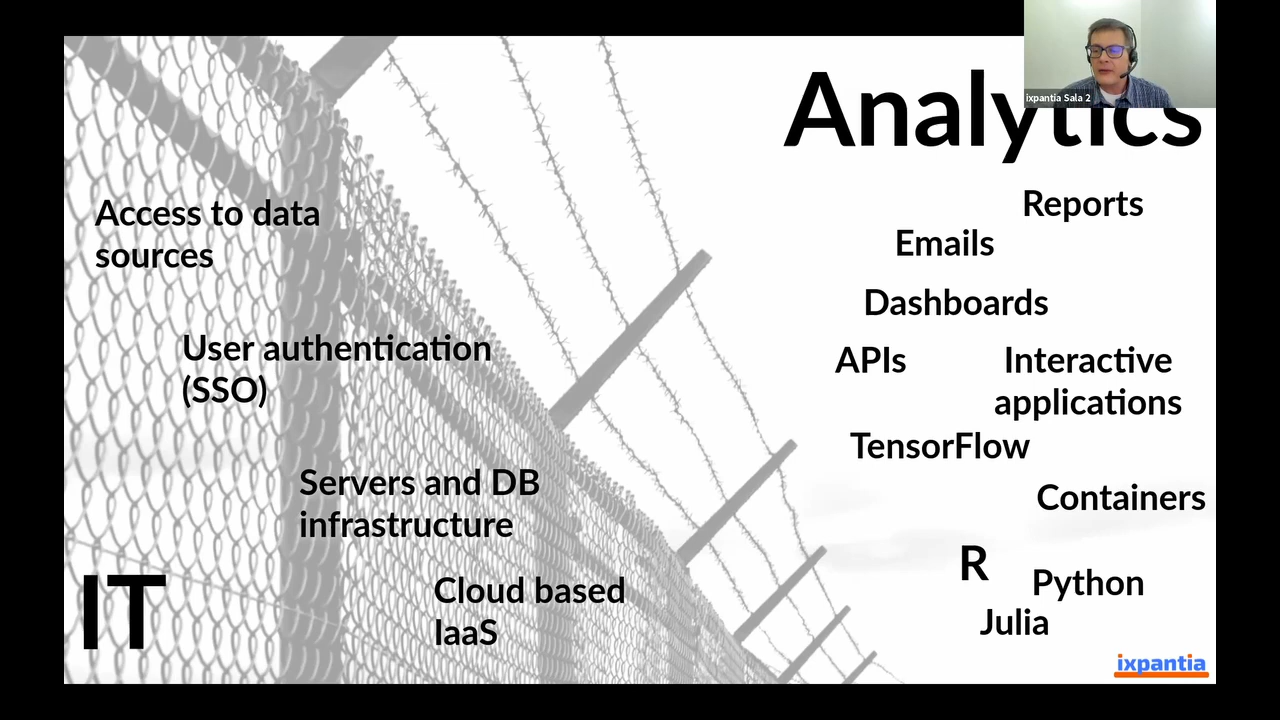 ixpantia Sala 2
Analytics
Reports
Emails
Dashboards
APIs
Interactive
applications
TensorFlow
Containers
R
Python
Julia
Access to data
sources
User authentication
(SSO)
Servers and DB
infrastructure
Cloud based
IaaS
IT
ixpantia